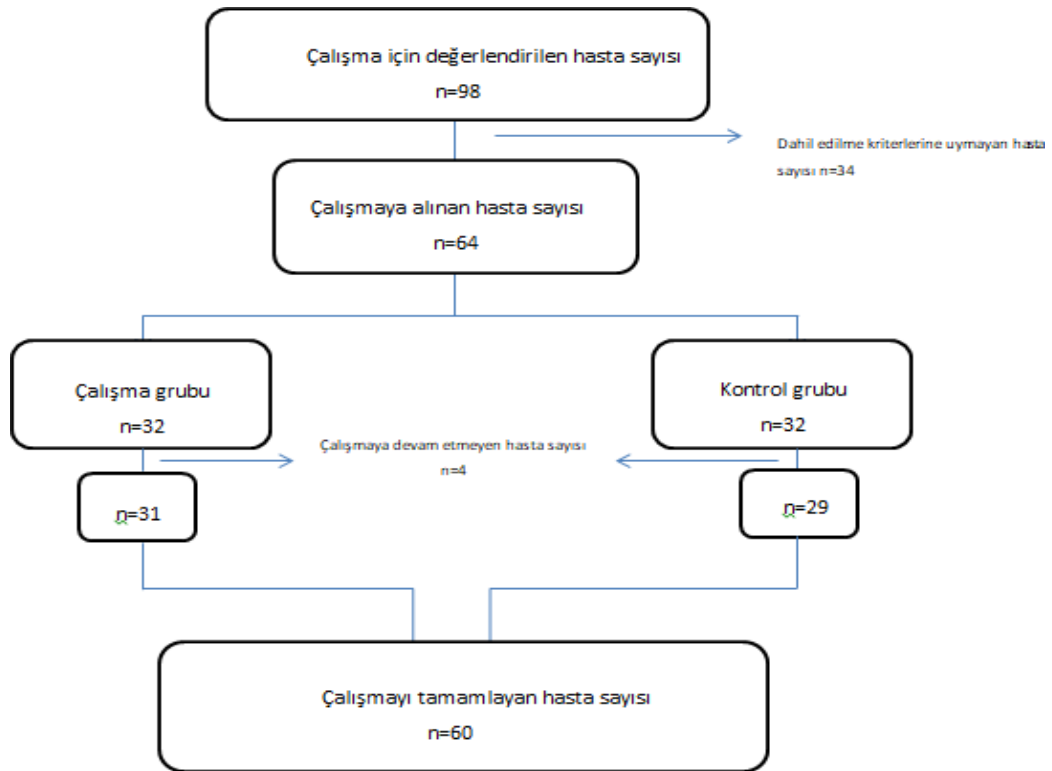 Çalışma için değerlendirilen hasta sayısı
n=98
Dahil edilme kriterlerine uymayan hasta
sayısı n=34
Çalışmaya alınan hasta sayısı
n=64
Çalışma grubu
n=32
Kontrol grubu
n=32
Çalışmaya devam etmeyen hasta sayısı
n=4
n=31
n=29
Çalışmayı tamamlayan hasta sayısı
n=60